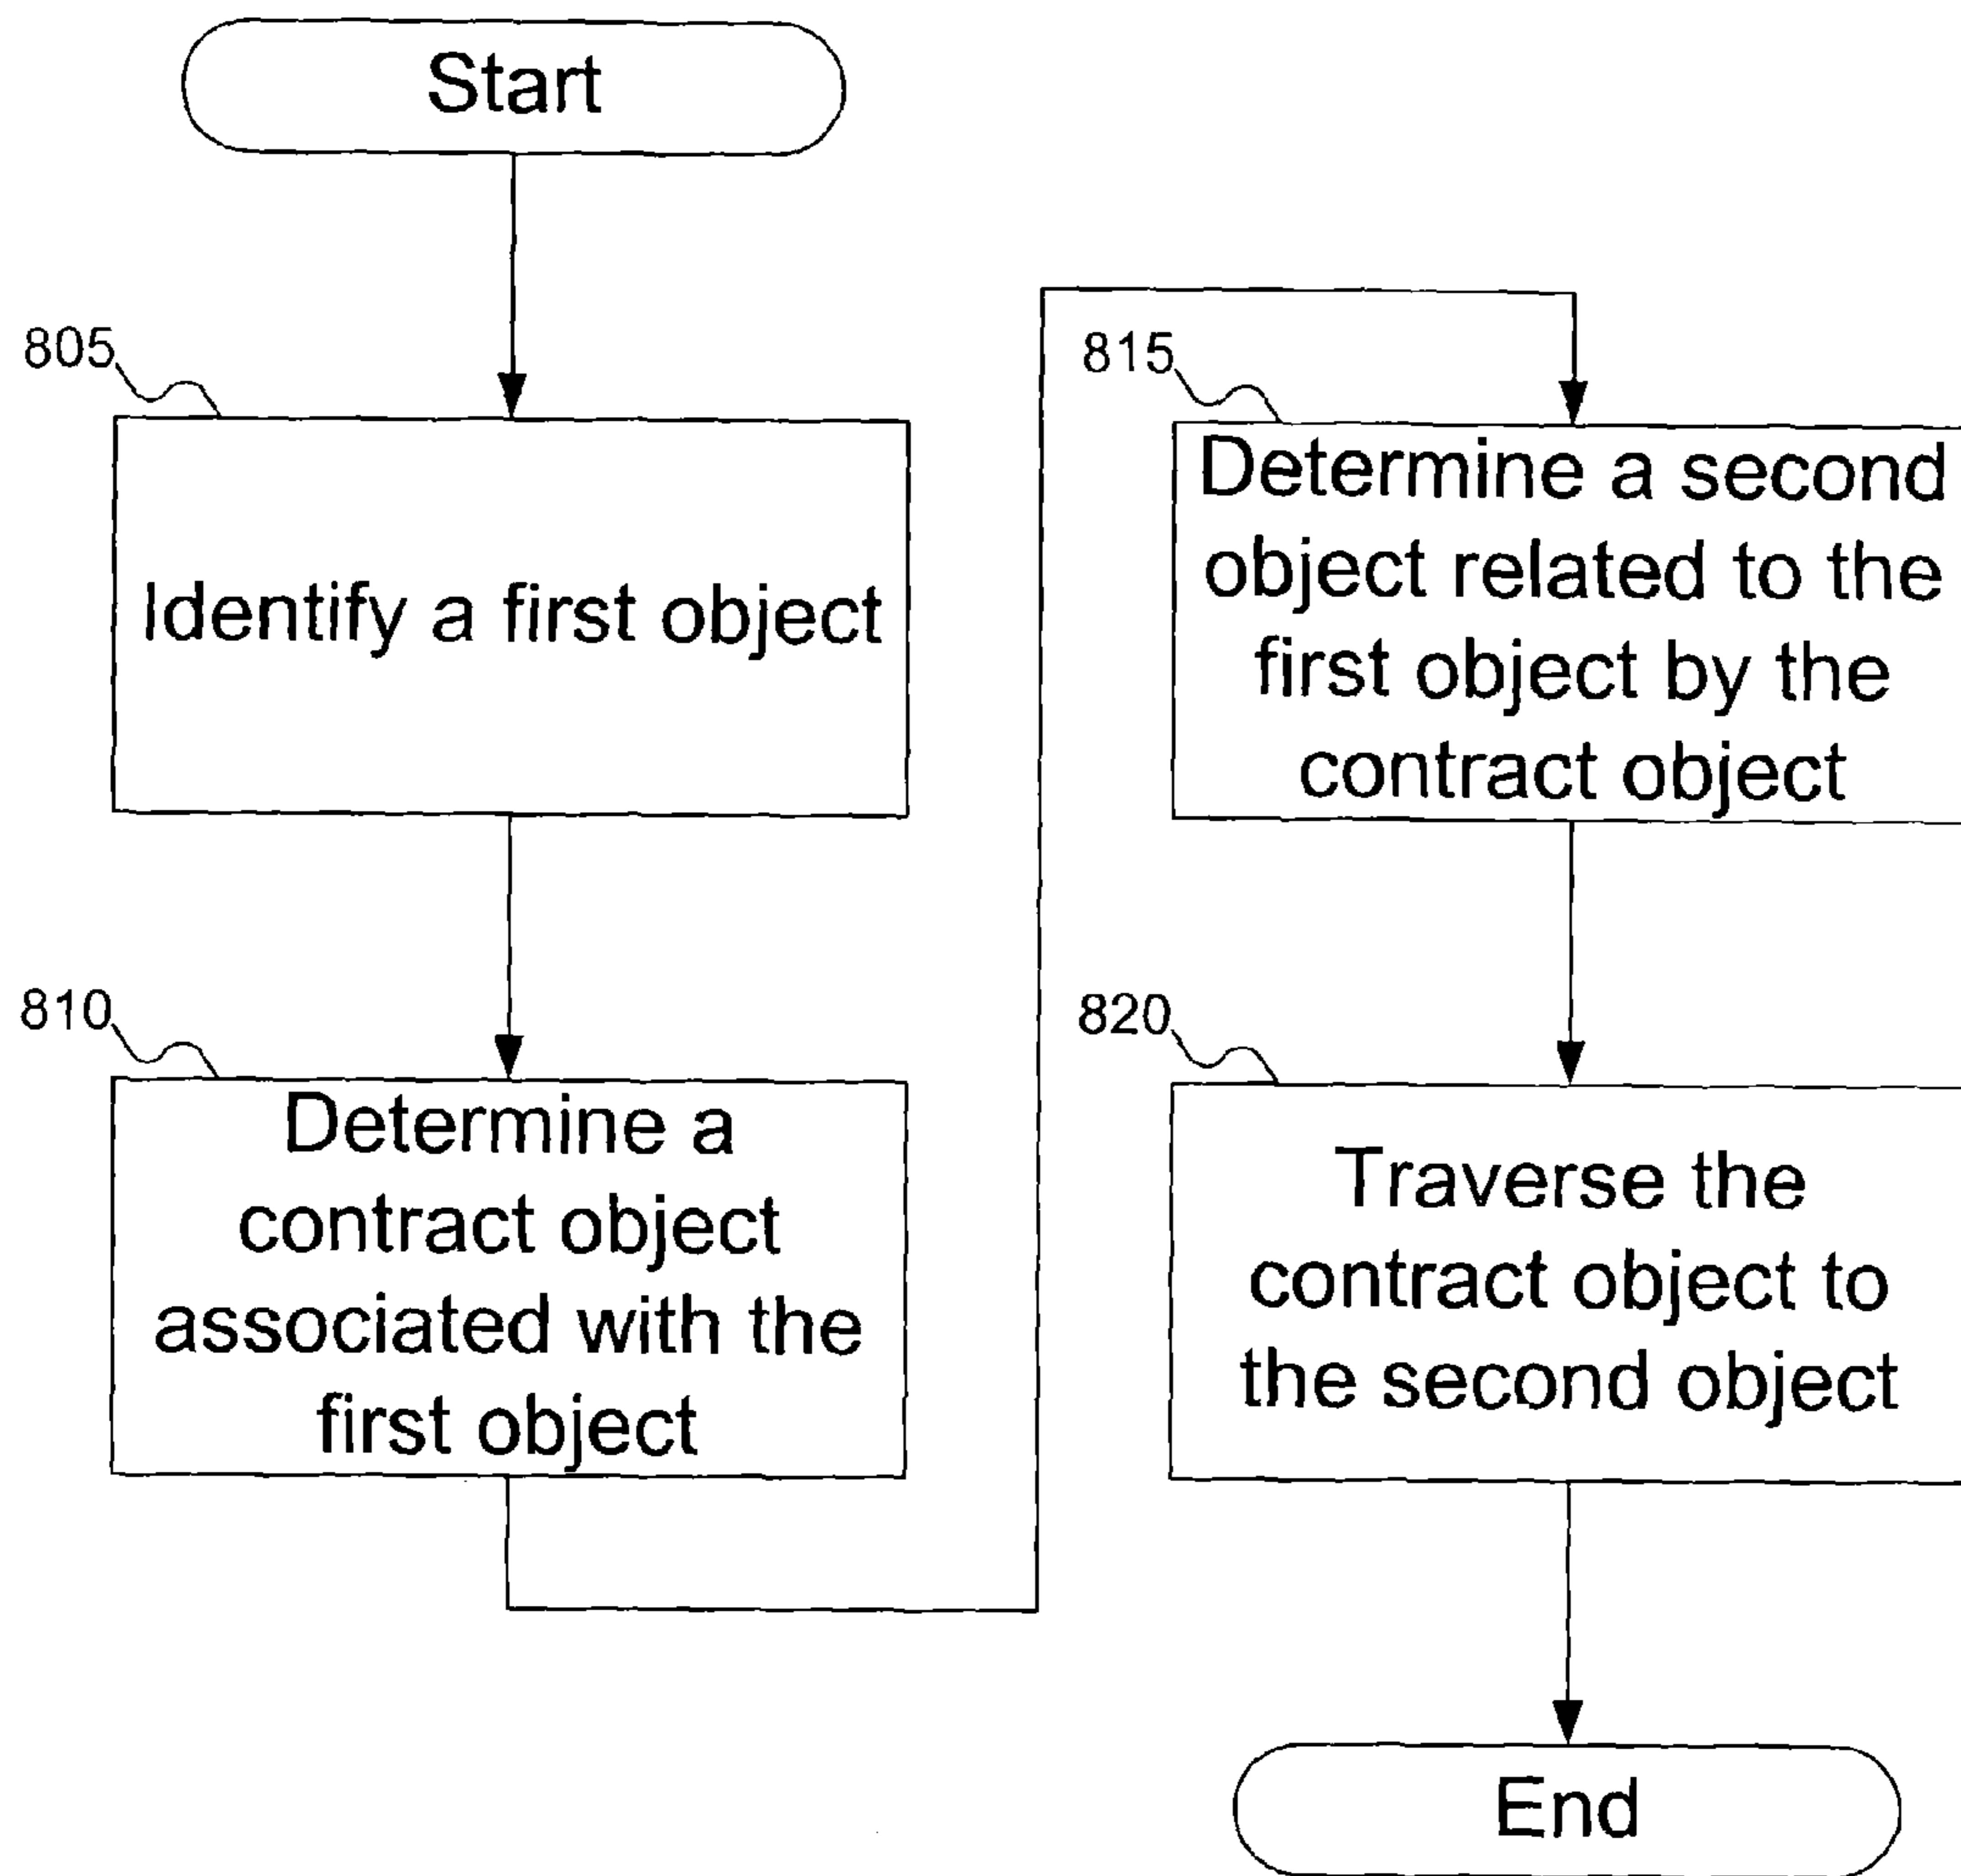 Start
805
Identify a first object
810
Determine a
contract object
associated with the
first object
815
Determine a second
object related to the
first object by the
contract object
820
Traverse the
contract object to
the second object
End